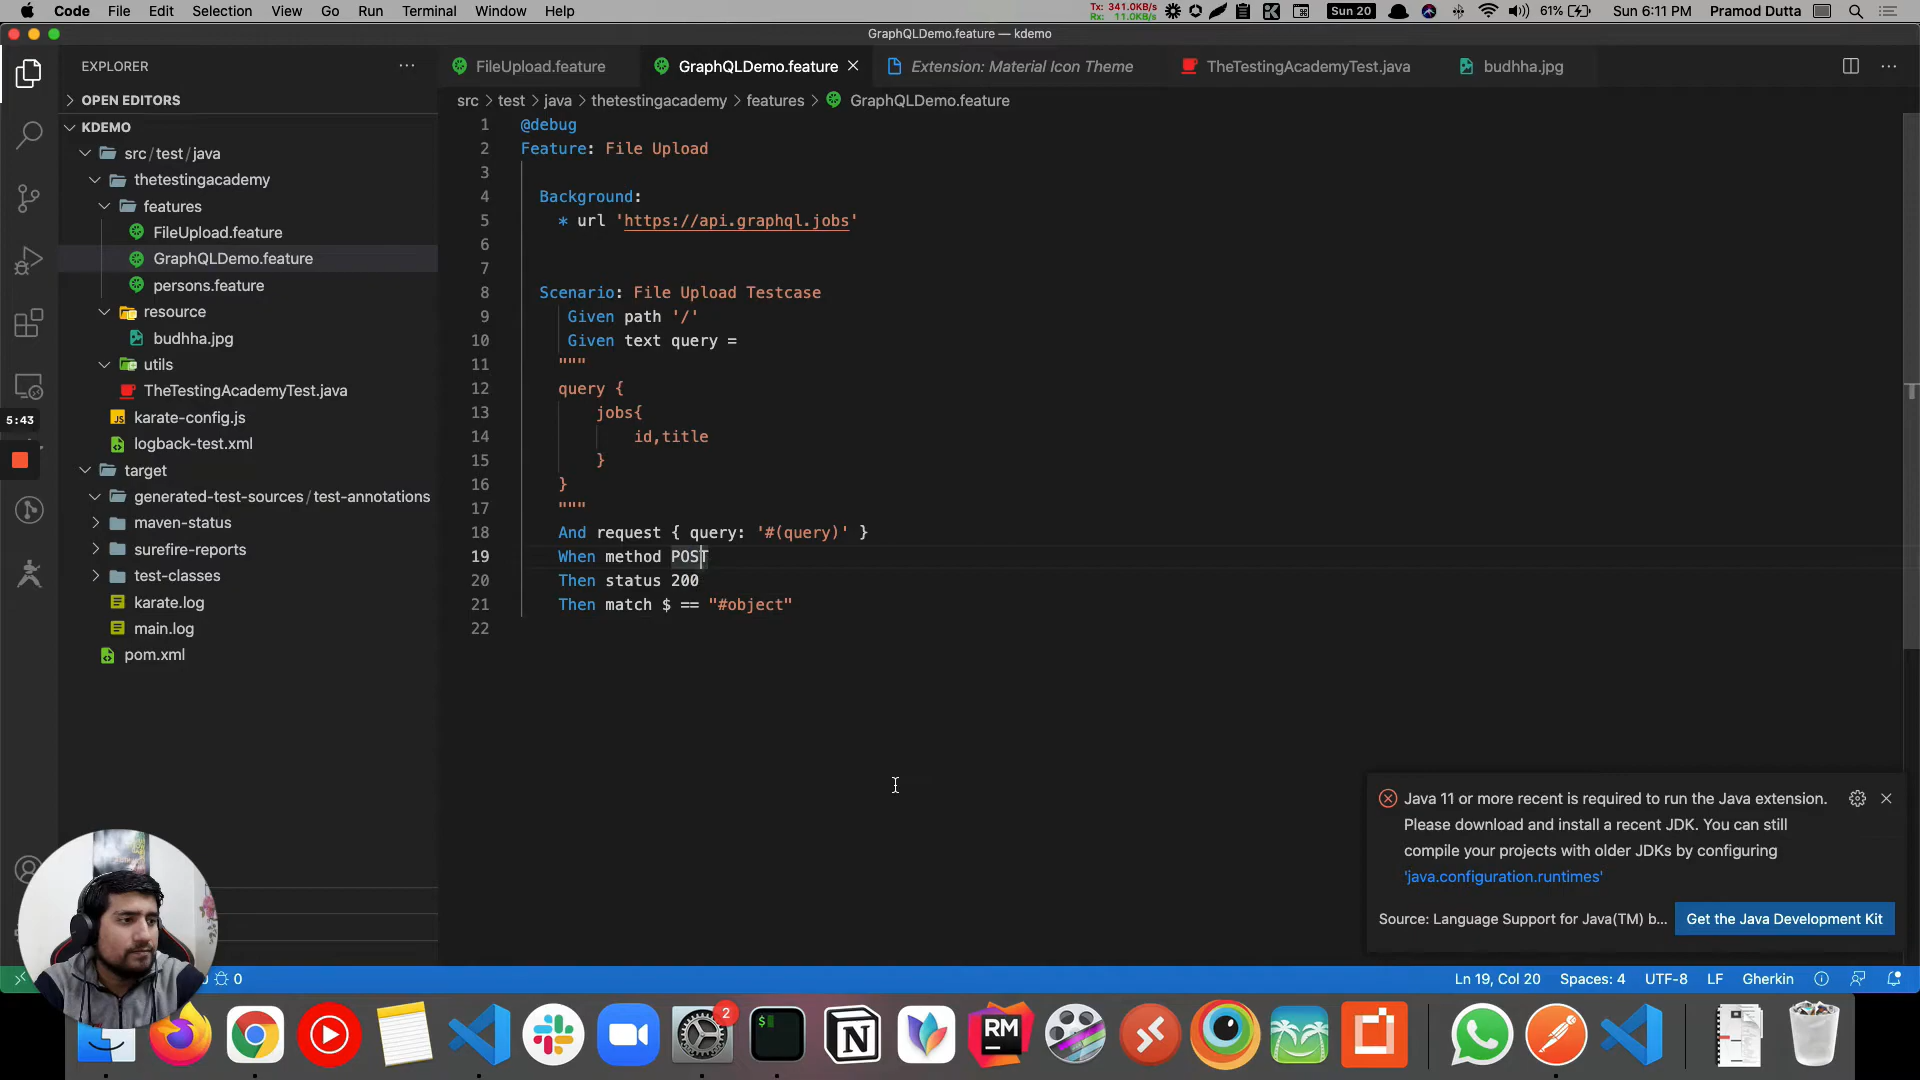 Code File Edit Selection View Go Run Terminal Window Help
Tx: 341.0KB/s
Rx: 11.0KB/s
Sun 20
61%
Sun 6:11 PM
Pramod Dutta
GraphQLDemo.feature — kdemo
EXPLORER
FileUpload.feature
GraphQLDemo.feature
Extension: Material Icon Theme
TheTestingAcademyTest.java
budhha.jpg
OPEN EDITORS
KDEMO
src/test/java
thetestingacademy
features
FileUpload.feature
GraphQLDemo.feature
persons.feature
resource
budhha.jpg
utils
TheTestingAcademyTest.java
karate-config.js
logback-test.xml
target
generated-test-sources/test-annotations
maven-status
surefire-reports
test-classes
karate.log
main.log
pom.xml
5:43
src > test > java > thetestingacademy > features > GraphQLDemo.feature
1 @debug
2 Feature: File Upload
3
4 Background:
5 * url 'https://api.graphql.jobs'
6
7
8 Scenario: File Upload Testcase
9 Given path '/'
10 Given text query =
11 """
12 query {
13 jobs{
14 id,title
15 }
16 }
17 """
18 And request { query: '#(query)' }
19 When method POST
20 Then status 200
21 Then match $ == "#object"
22
Java 11 or more recent is required to run the Java extension.
Please download and install a recent JDK. You can still
compile your projects with older JDKs by configuring
'java.configuration.runtimes'
Source: Language Support for Java(TM) b...
Get the Java Development Kit
0
Ln 19, Col 20
Spaces: 4
UTF-8
LF
Gherkin
2
$
N
RM